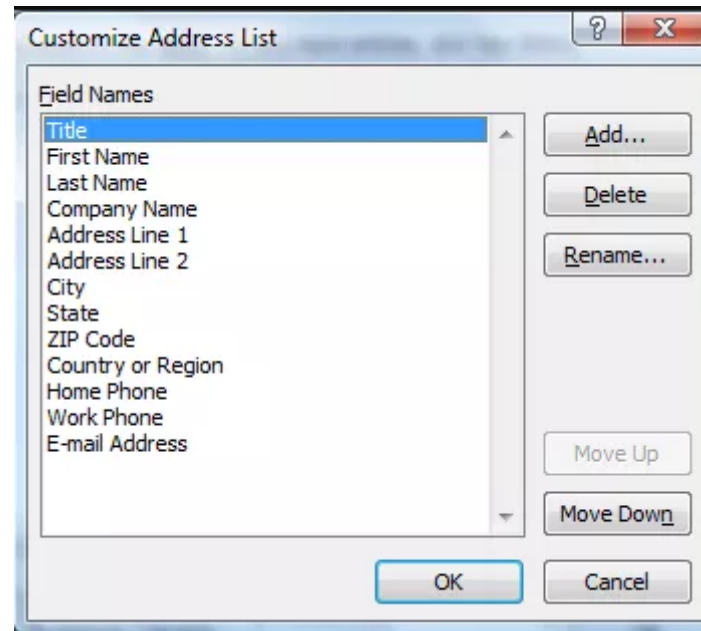 Customize Address List
?
X
Field Names
Title
First Name
Last Name
Company Name
Address Line 1
Address Line 2
City
State
ZIP Code
Country or Region
Home Phone
Work Phone
E-mail Address
Add...
Delete
Rename...
Move Up
Move Down
OK
Cancel